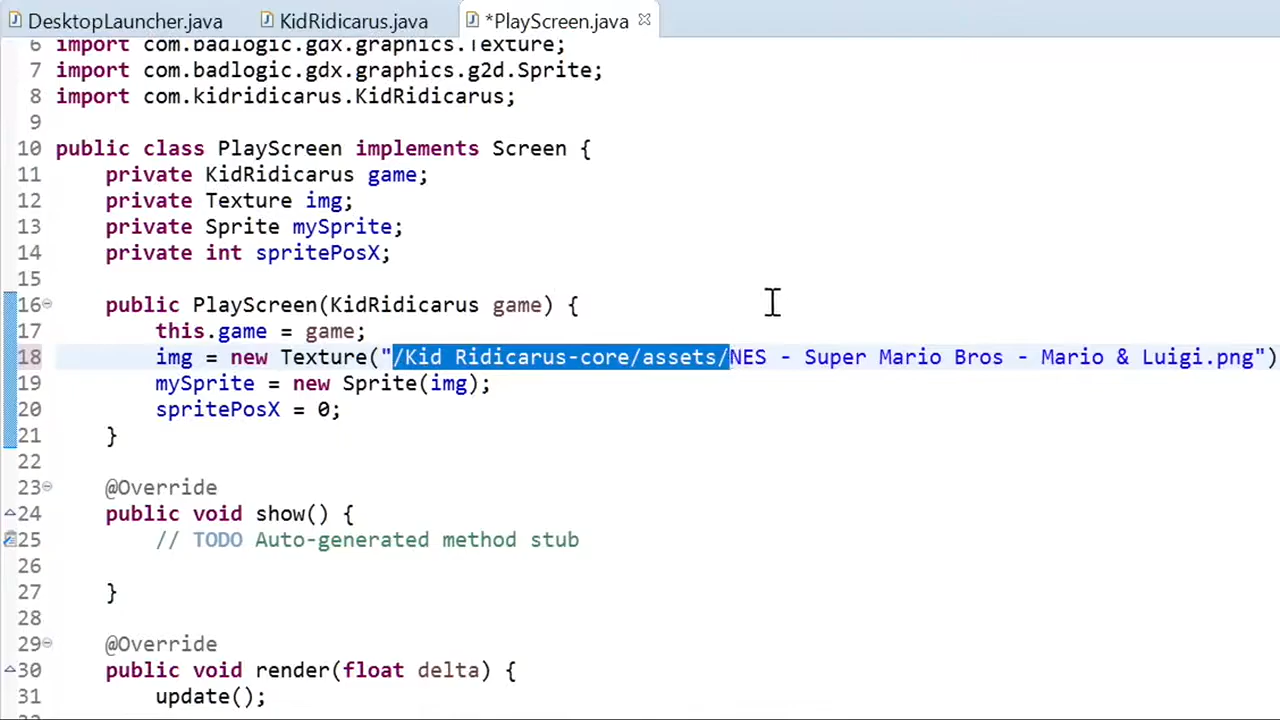 DesktopLauncher.java KidRidicarus.java *PlayScreen.java
6 import com.badlogic.gdx.graphics.Texture;
7 import com.badlogic.gdx.graphics.g2d.Sprite;
8 import com.kidridicarus.KidRidicarus;
9
10 public class PlayScreen implements Screen {
11 private KidRidicarus game;
12 private Texture img;
13 private Sprite mySprite;
14 private int spritePosX;
15
16 public PlayScreen(KidRidicarus game) {
17 this.game = game;
18 img = new Texture("/Kid Ridicarus-core/assets/NES - Super Mario Bros - Mario & Luigi.png")
19 mySprite = new Sprite(img);
20 spritePosX = 0;
21 }
22
23 @Override
24 public void show() {
25 // TODO Auto-generated method stub
26
27 }
28
29 @Override
30 public void render(float delta) {
31 update();